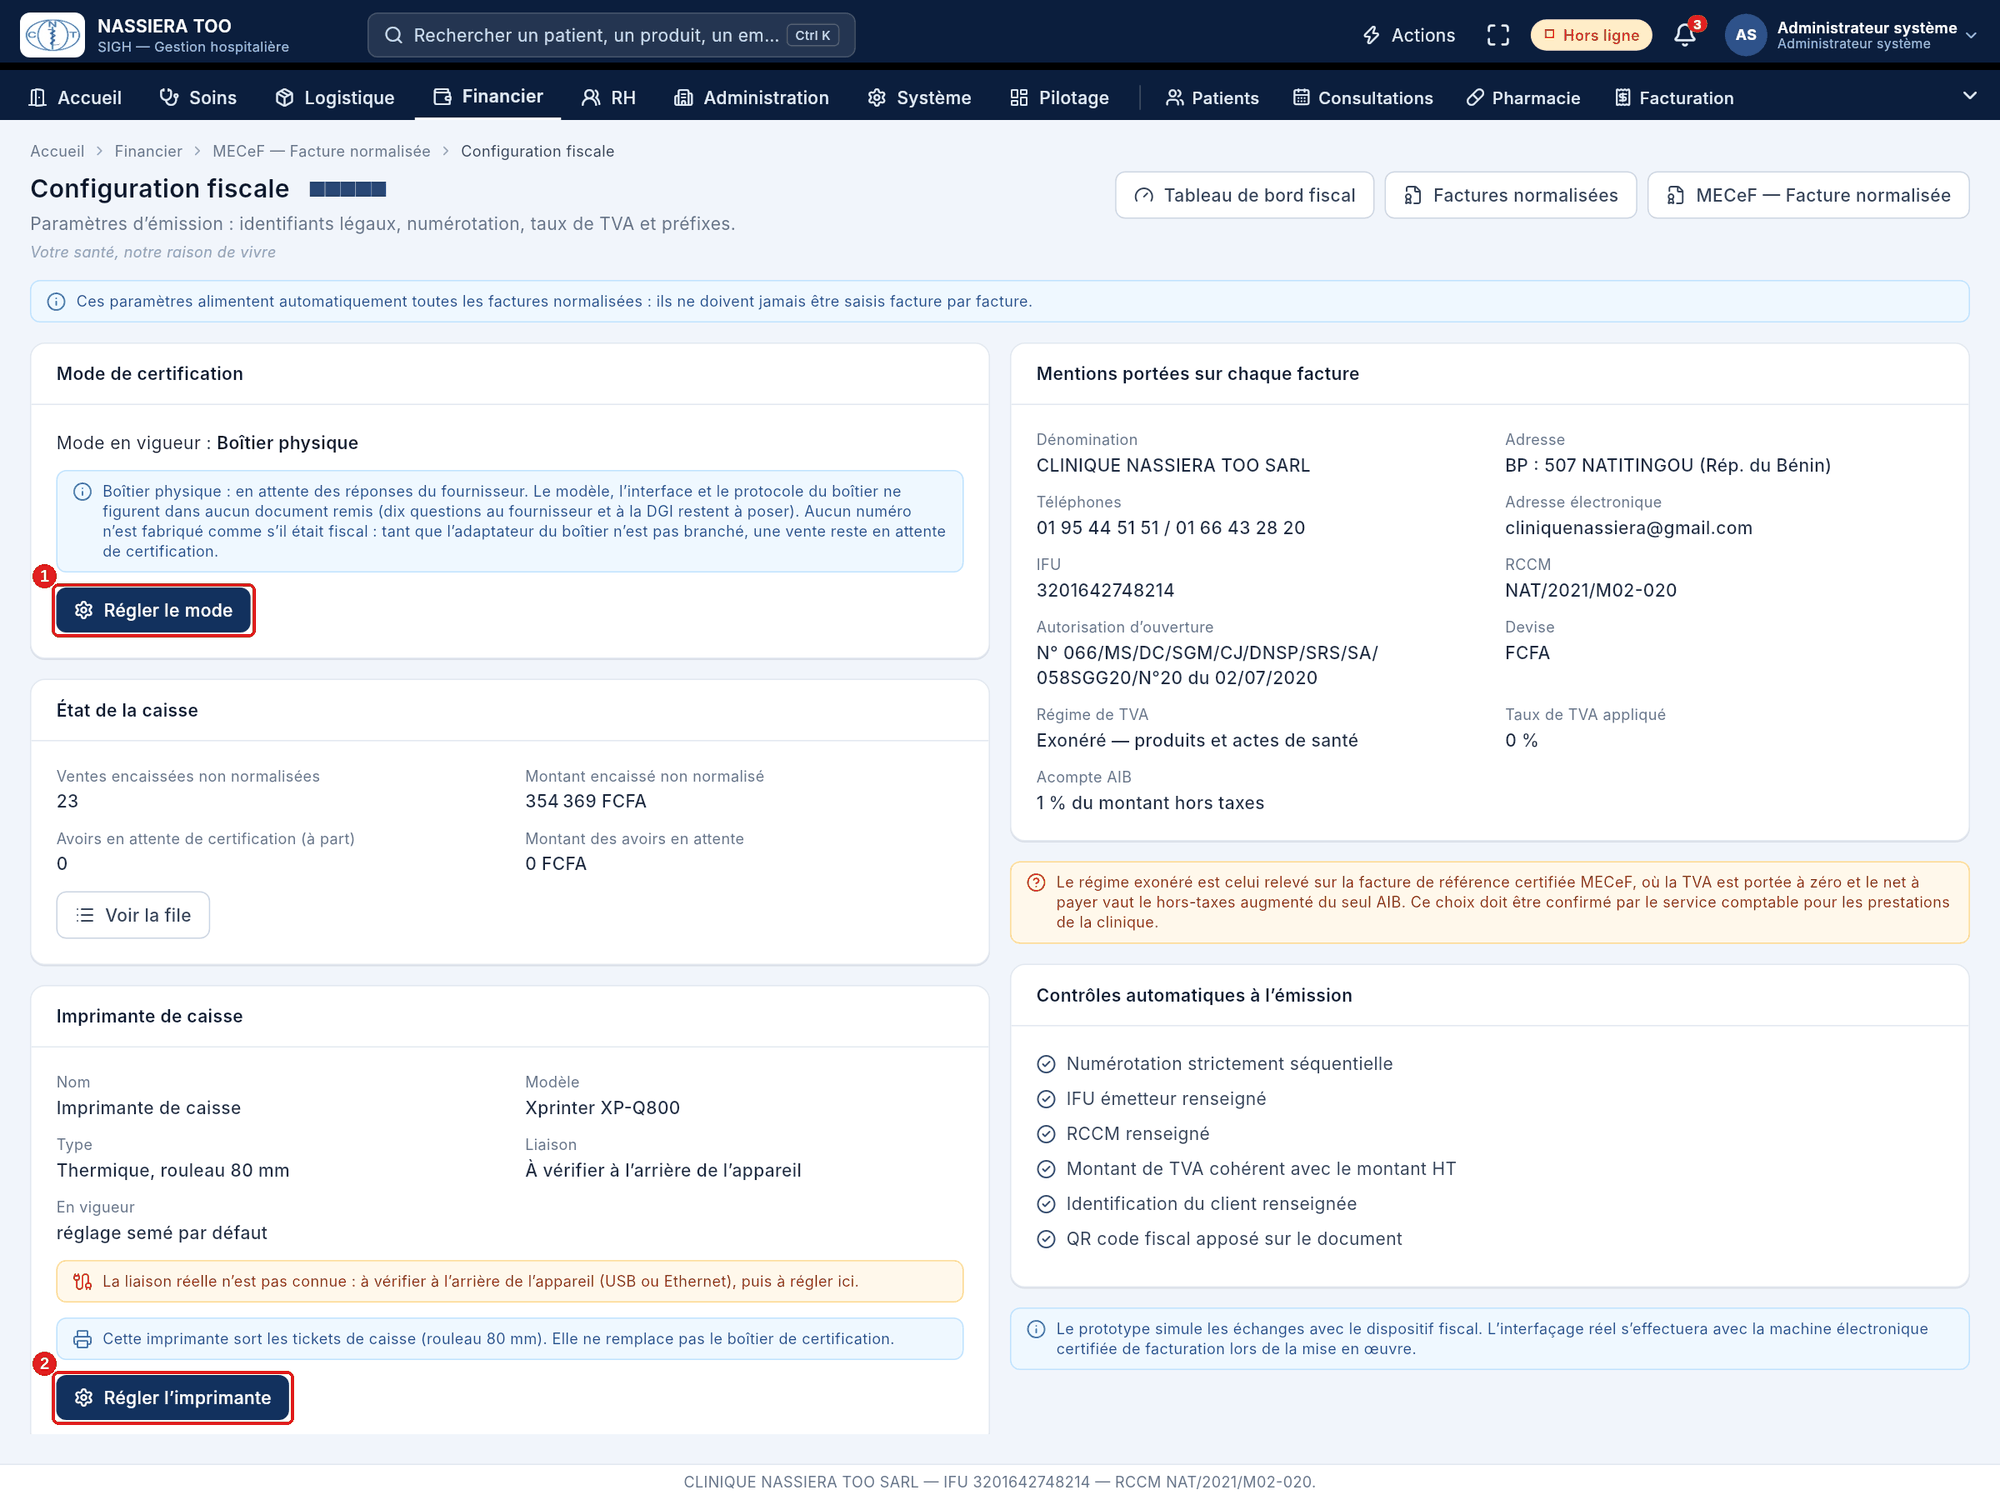 NASSIERA TOO
SIGH — Gestion hospitalière
Rechercher un patient, un produit, un em... Ctrl K
Actions
Hors ligne
3
AS
Administrateur système
Administrateur système
Accueil
Soins
Logistique
Financier
RH
Administration
Système
Pilotage
Patients
Consultations
Pharmacie
Facturation
Accueil > Financier > MECeF — Facture normalisée > Configuration fiscale
Configuration fiscale
Paramètres d’émission : identifiants légaux, numérotation, taux de TVA et préfixes.
Votre santé, notre raison de vivre
Tableau de bord fiscal
Factures normalisées
MECeF — Facture normalisée
Ces paramètres alimentent automatiquement toutes les factures normalisées : ils ne doivent jamais être saisis facture par facture.
Mode de certification
Mode en vigueur : Boîtier physique
Boîtier physique : en attente des réponses du fournisseur. Le modèle, l’interface et le protocole du boîtier ne
figurent dans aucun document remis (dix questions au fournisseur et à la DGI restent à poser). Aucun numéro
n’est fabriqué comme s’il était fiscal : tant que l’adaptateur du boîtier n’est pas branché, une vente reste en attente
de certification.
1
Régler le mode
État de la caisse
Ventes encaissées non normalisées
23
Montant encaissé non normalisé
354 369 FCFA
Avoirs en attente de certification (à part)
0
Montant des avoirs en attente
0 FCFA
Voir la file
Imprimante de caisse
Nom
Imprimante de caisse
Modèle
Xprinter XP-Q800
Type
Thermique, rouleau 80 mm
Liaison
À vérifier à l’arrière de l’appareil
En vigueur
réglage semé par défaut
La liaison réelle n’est pas connue : à vérifier à l’arrière de l’appareil (USB ou Ethernet), puis à régler ici.
Cette imprimante sort les tickets de caisse (rouleau 80 mm). Elle ne remplace pas le boîtier de certification.
2
Régler l’imprimante
Mentions portées sur chaque facture
Dénomination
CLINIQUE NASSIERA TOO SARL
Adresse
BP : 507 NATITINGOU (Rép. du Bénin)
Téléphones
01 95 44 51 51 / 01 66 43 28 20
Adresse électronique
cliniquenassiera@gmail.com
IFU
3201642748214
RCCM
NAT/2021/M02-020
Autorisation d’ouverture
N° 066/MS/DC/SGM/CJ/DNSP/SRS/SA/
058SGG20/N°20 du 02/07/2020
Devise
FCFA
Régime de TVA
Exonéré — produits et actes de santé
Taux de TVA appliqué
0 %
Acompte AIB
1 % du montant hors taxes
Le régime exonéré est celui relevé sur la facture de référence certifiée MECeF, où la TVA est portée à zéro et le net à
payer vaut le hors-taxes augmenté du seul AIB. Ce choix doit être confirmé par le service comptable pour les prestations
de la clinique.
Contrôles automatiques à l’émission
Numérotation strictement séquentielle
IFU émetteur renseigné
RCCM renseigné
Montant de TVA cohérent avec le montant HT
Identification du client renseignée
QR code fiscal apposé sur le document
Le prototype simule les échanges avec le dispositif fiscal. L’interfaçage réel s’effectuera avec la machine électronique
certifiée de facturation lors de la mise en œuvre.
CLINIQUE NASSIERA TOO SARL — IFU 3201642748214 — RCCM NAT/2021/M02-020.